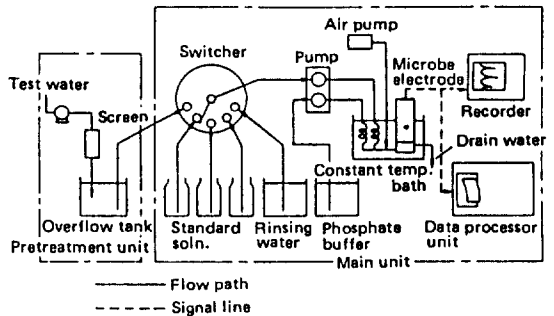 Air pump
Switcher
Pump
Microbe
electrode
Test water
Screen
Recorder
Drain water
Constant temp.
bath
Overflow tank
Pretreatment unit
Standard
soln.
Rinsing
water
Phosphate
buffer
Data processor
unit
Main unit
Flow path
Signal line